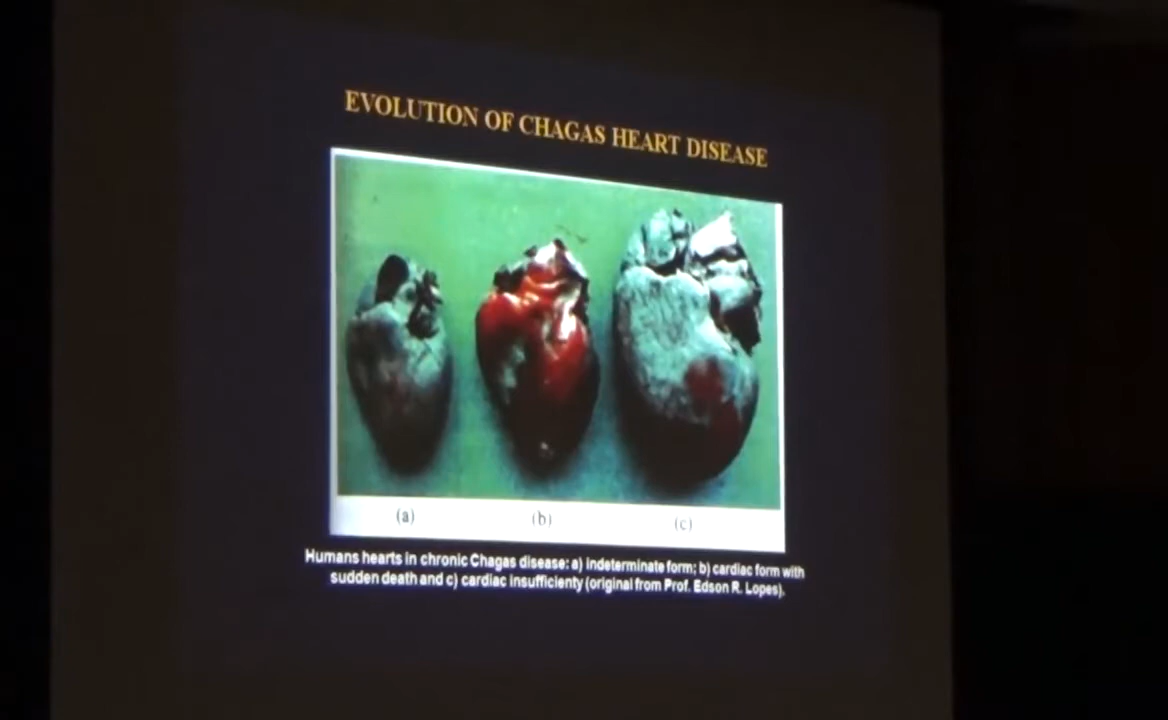 EVOLUTION OF CHAGAS HEART DISEASE
(a) (b) (c)
Humans hearts in chronic Chagas disease: a) indeterminate form; b) cardiac form with
sudden death and c) cardiac insufficienty (original from Prof. Edson R. Lopes).